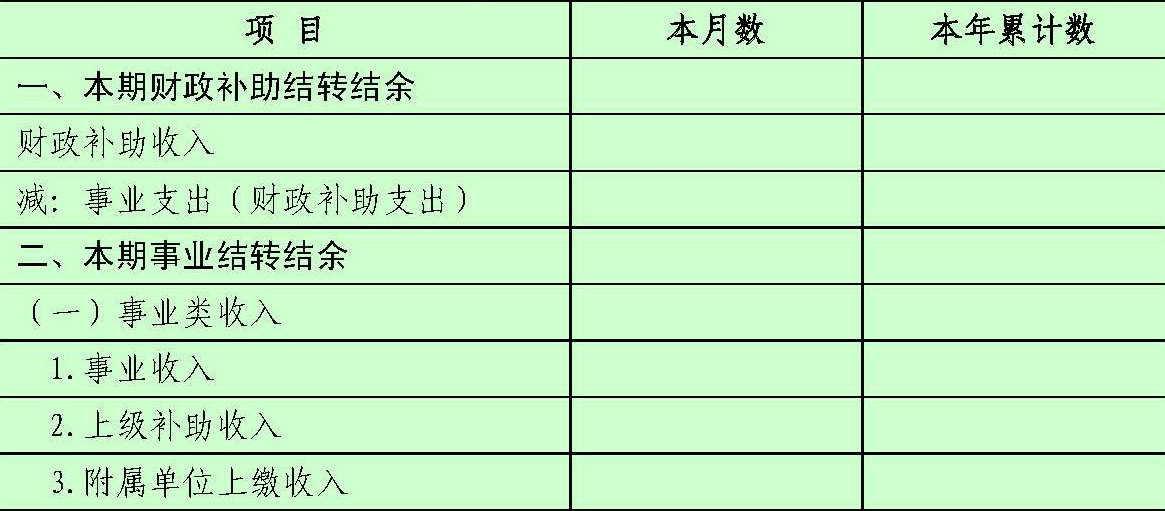 项 目 本月数 本年累计数
一、本期财政补助结转结余
财政补助收入
减：事业支出（财政补助支出）
二、本期事业结转结余
（一）事业类收入
1.事业收入
2.上级补助收入
3.附属单位上缴收入